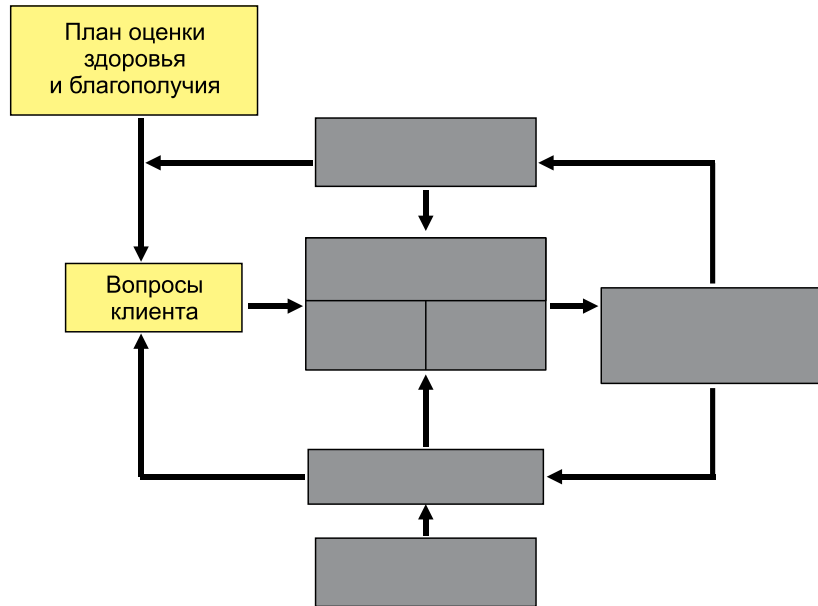 План оценки
здоровья
и благополучия
Вопросы
клиента